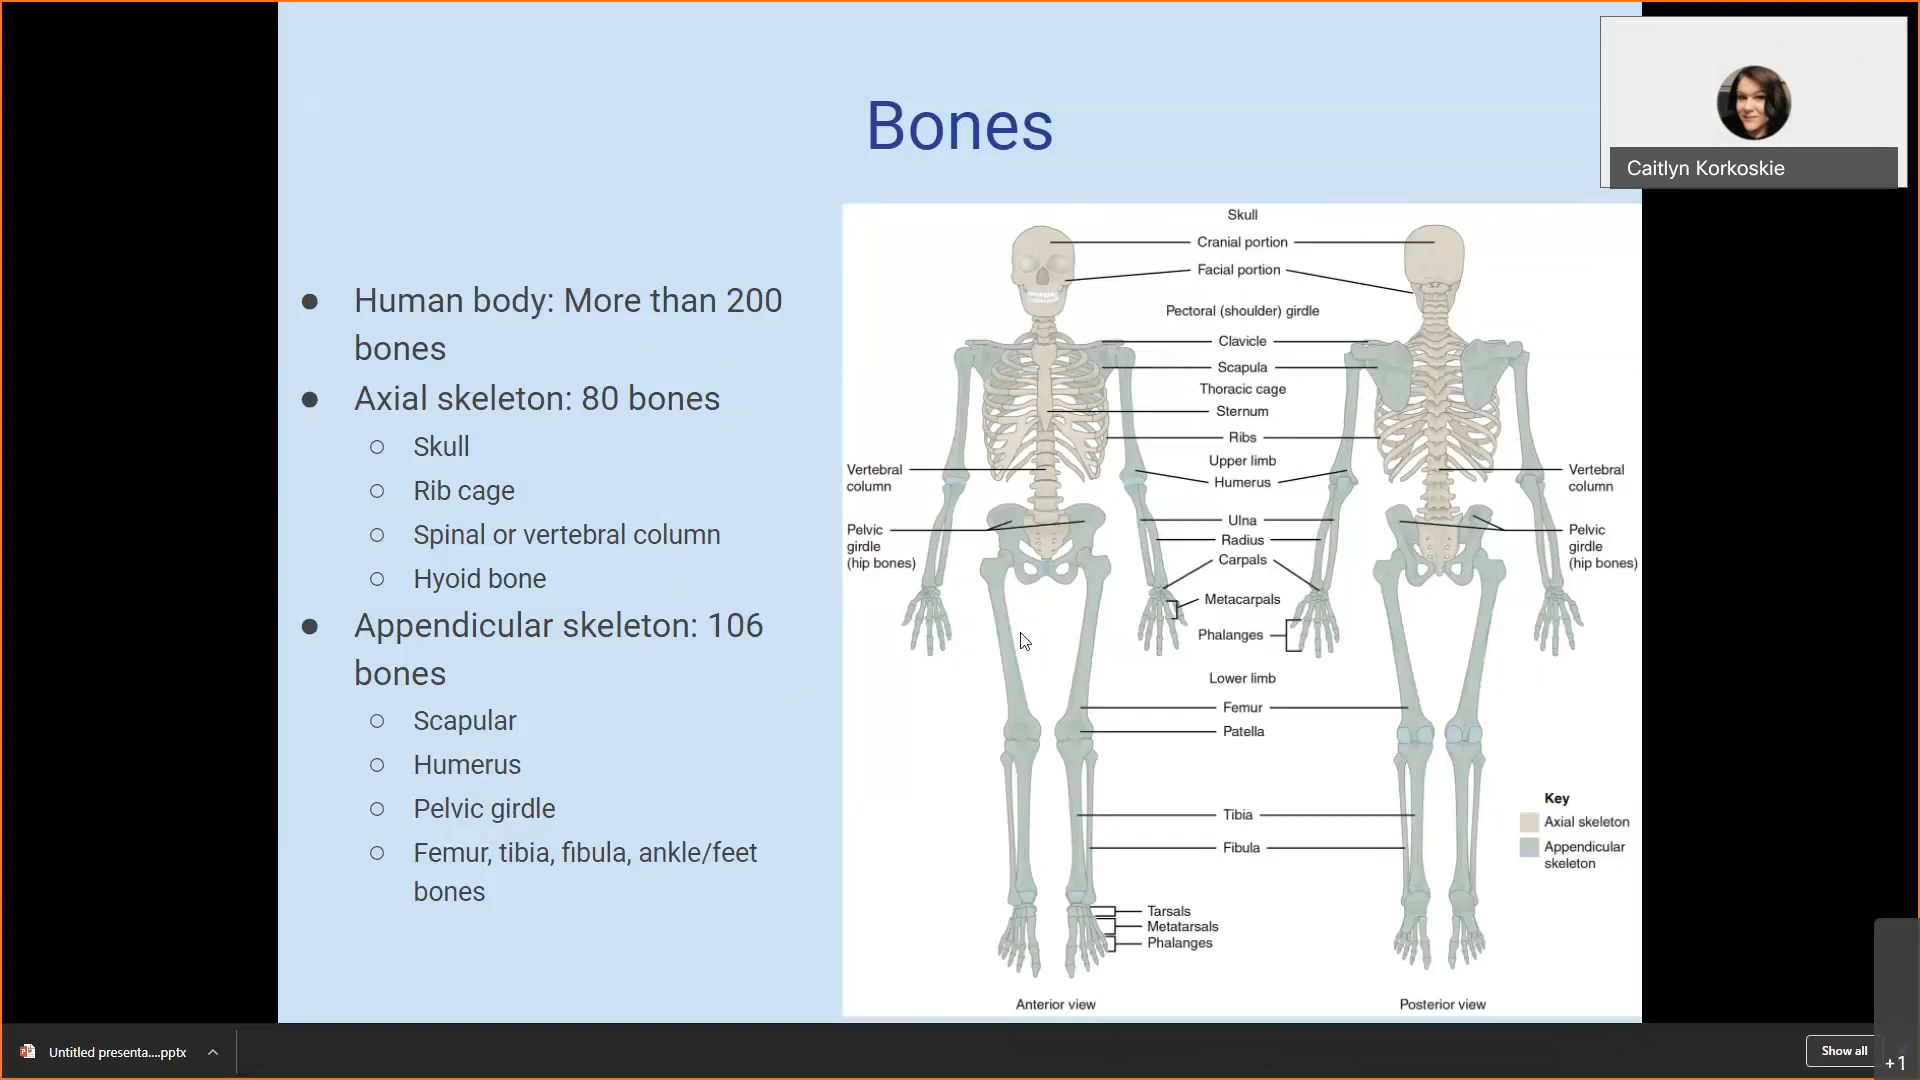 Bones
Caitlyn Korkoskie
● Human body: More than 200
bones
● Axial skeleton: 80 bones
○ Skull
○ Rib cage
○ Spinal or vertebral column
○ Hyoid bone
● Appendicular skeleton: 106
bones
○ Scapular
○ Humerus
○ Pelvic girdle
○ Femur, tibia, fibula, ankle/feet
bones
Skull
Cranial portion
Facial portion
Pectoral (shoulder) girdle
Clavicle
Scapula
Thoracic cage
Sternum
Ribs
Upper limb
Humerus
Vertebral
column
Vertebral
column
Ulna
Radius
Carpals
Pelvic
girdle
(hip bones)
Pelvic
girdle
(hip bones)
Metacarpals
Phalanges
Lower limb
Femur
Patella
Tibia
Fibula
Key
Axial skeleton
Appendicular
skeleton
Tarsals
Metatarsals
Phalanges
Anterior view
Posterior view
Untitled presenta....pptx
Show all
+1